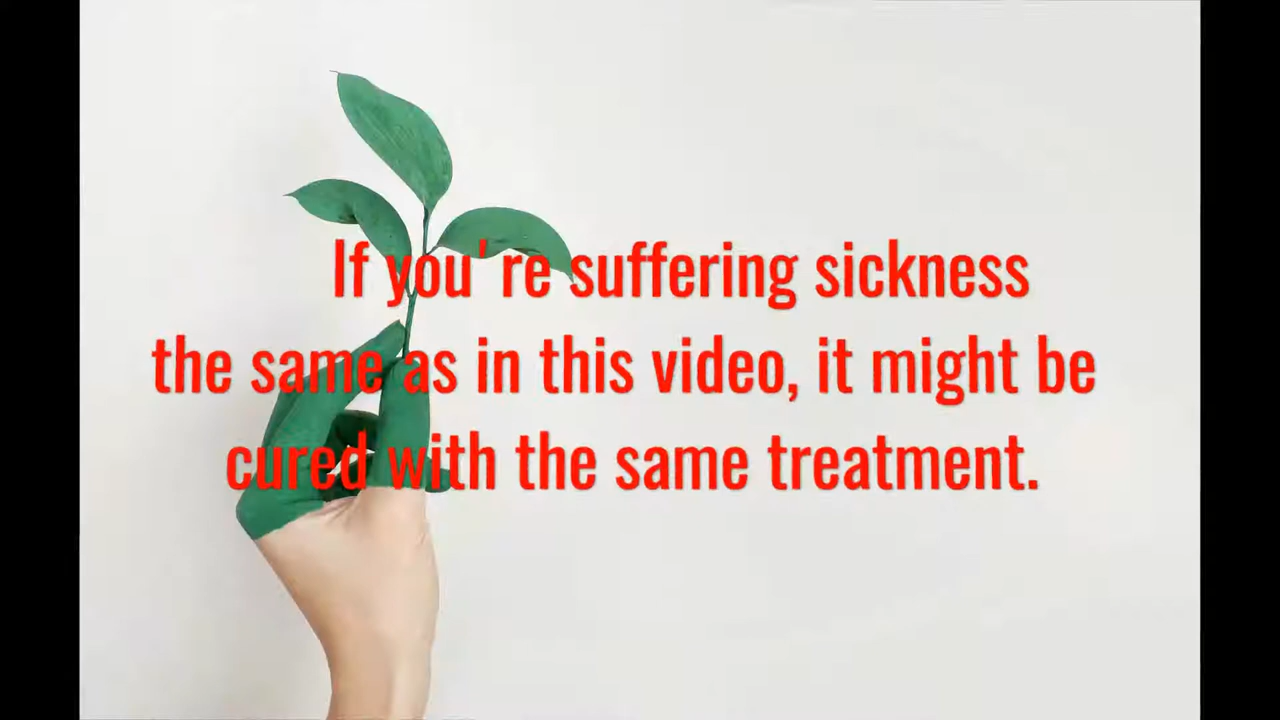 If you're suffering sickness
the same as in this video, it might be
cured with the same treatment.